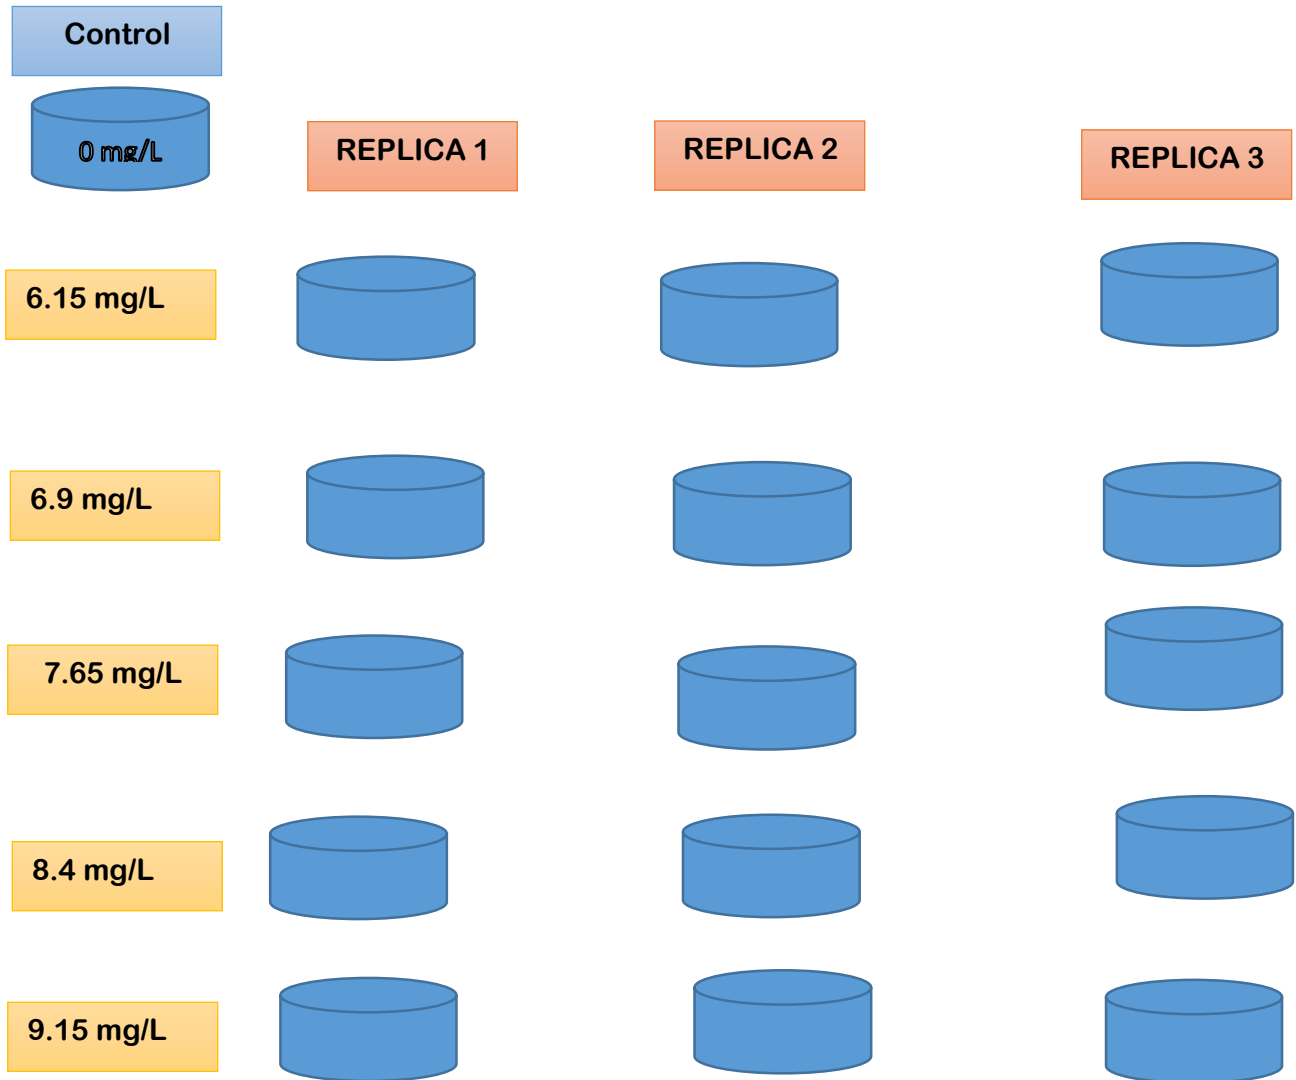 Control
0 mg/L
REPLICA 1
REPLICA 2
REPLICA 3
6.15 mg/L
6.9 mg/L
7.65 mg/L
8.4 mg/L
9.15 mg/L